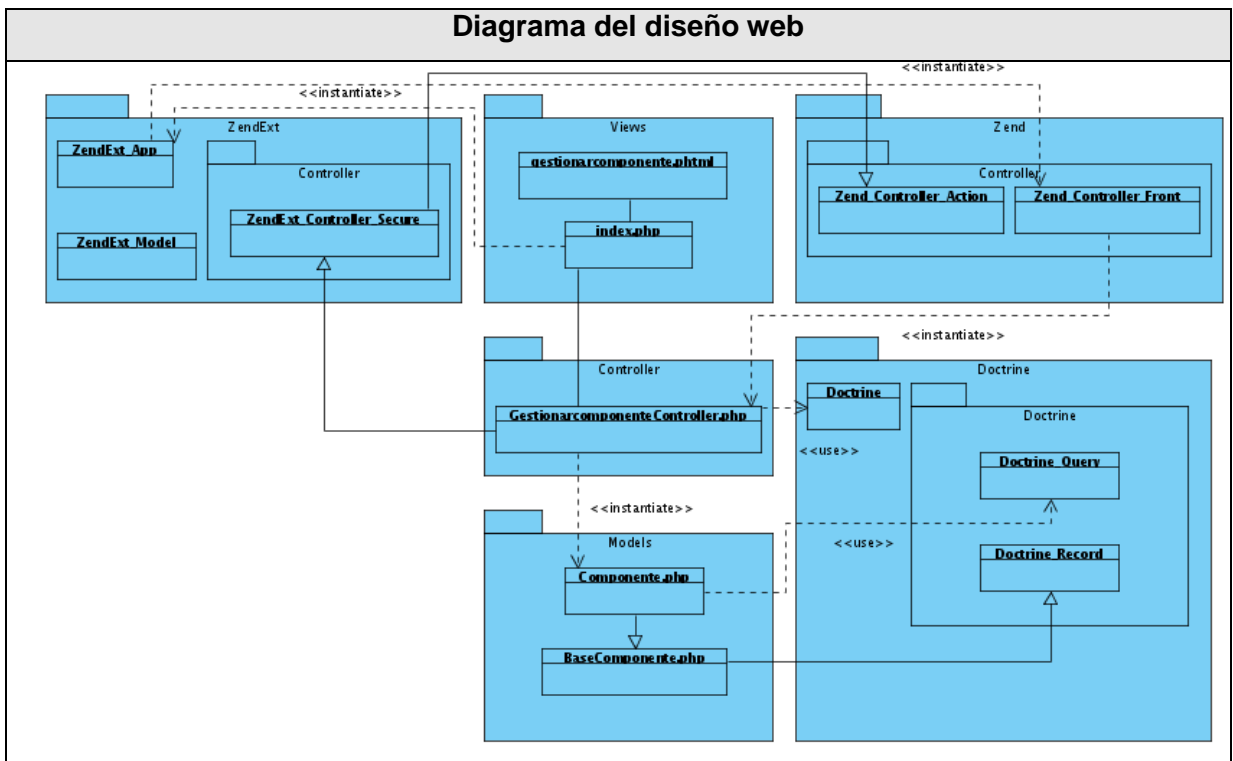 Diagrama del diseño web
<<instantiate>>
<<instantiate>>
ZendExt
Views
Zend
ZendExt_App
Controller
ZendExt_Controller_Secure
ZendExt_Model
gestionarcomponente.phtml
index.php
Controller
Zend_Controller_Action
Zend_Controller_Front
<<instantiate>>
Controller
GestionarcomponenteController.php
Doctrine
Doctrine
Doctrine
<<use>>
Doctrine_Query
<<instantiate>>
Models
<<use>>
Componente.php
Doctrine_Record
BaseComponente.php